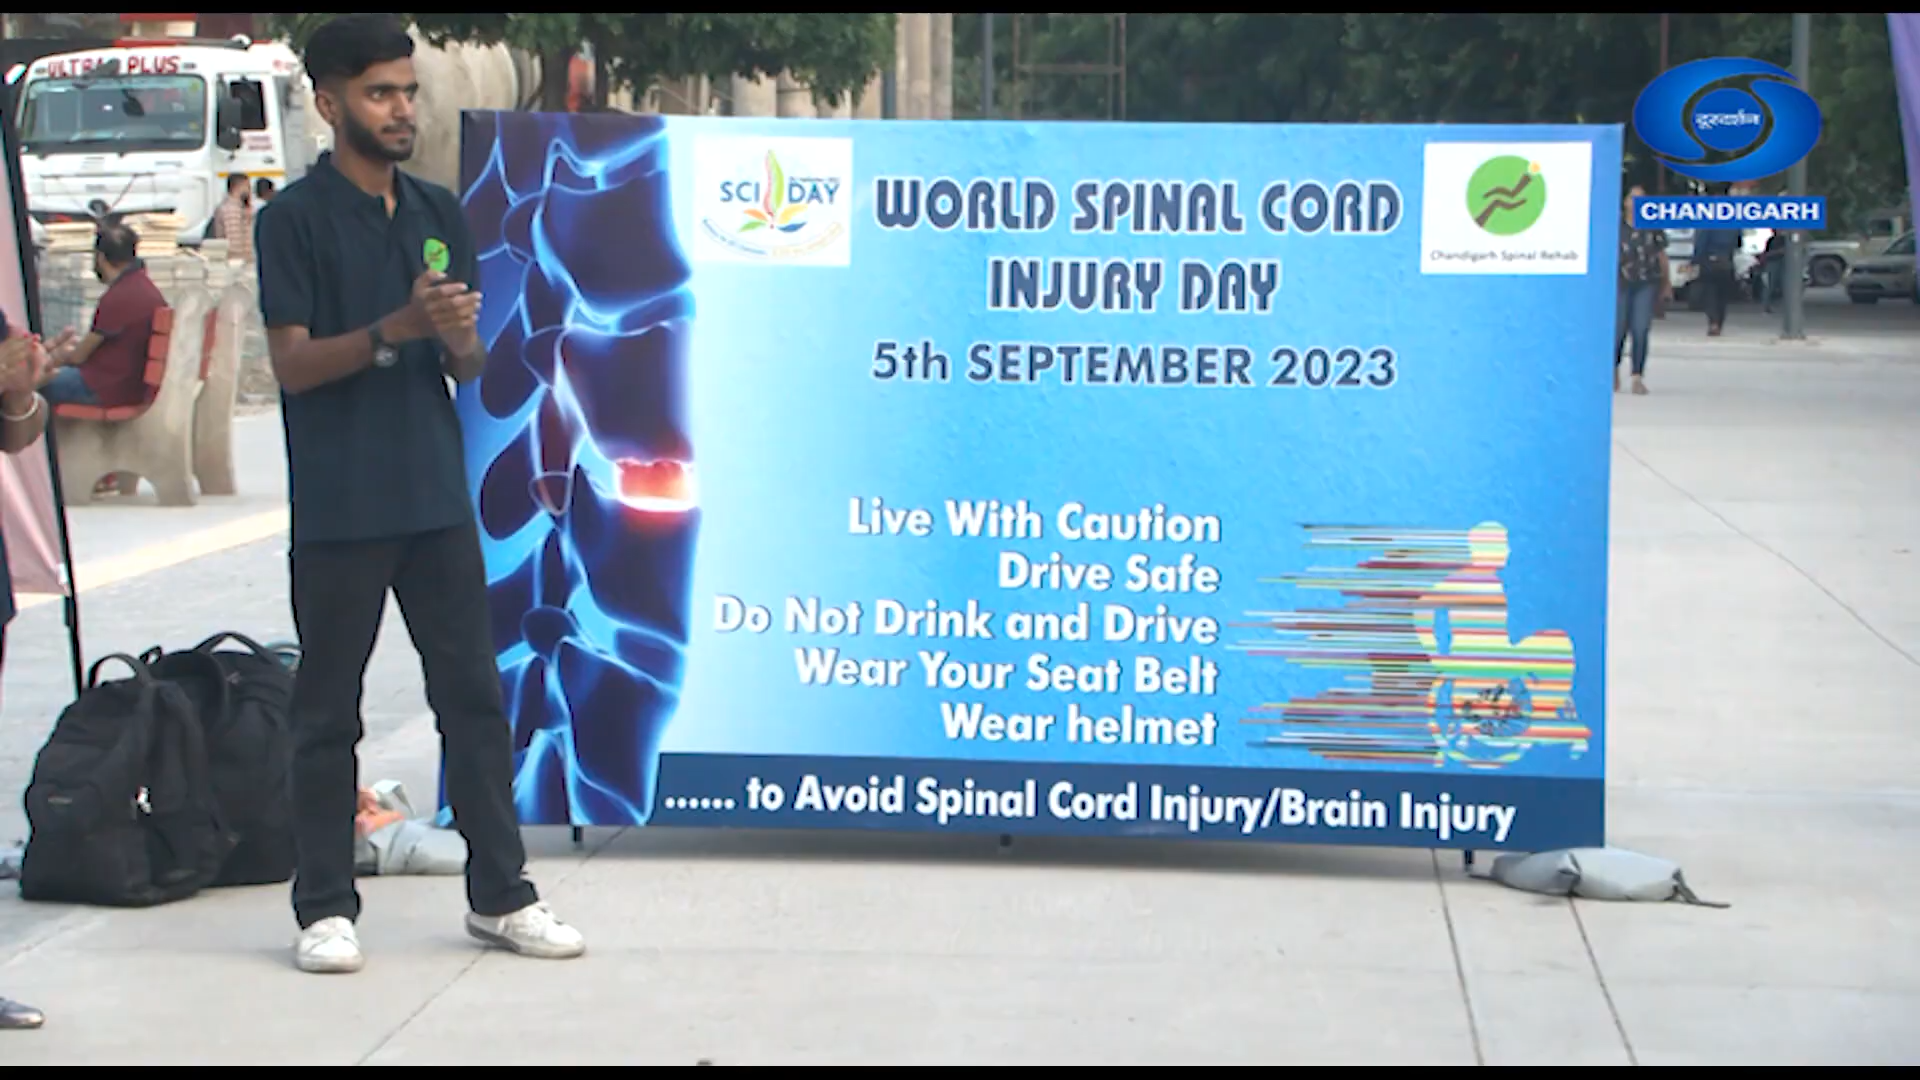 ULTRA PLUS
दूरदर्शन
CHANDIGARH
SCI DAY
WORLD SPINAL CORD
INJURY DAY
5th SEPTEMBER 2023
Chandigarh Spinal Rehab
Live With Caution
Drive Safe
Do Not Drink and Drive
Wear Your Seat Belt
Wear helmet
...... to Avoid Spinal Cord Injury/Brain Injury